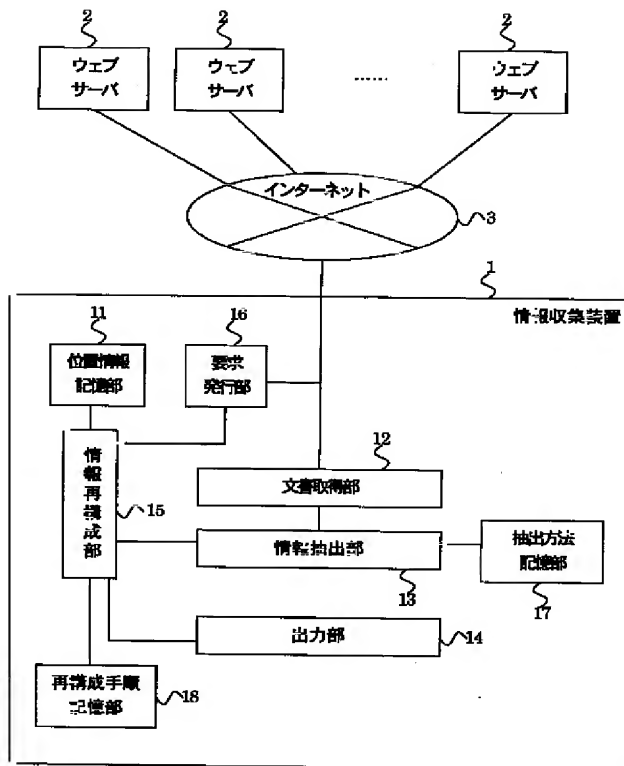 2
2
2
ウェブ
サーバ
ウェブ
サーバ
......
ウェブ
サーバ
インターネット
3
1
情報収集装置
11
16
位置情報
記憶部
要求
発行部
12
文書取得部
情報再構成部
15
情報抽出部
13
抽出方法
記憶部
17
出力部
14
再構成手順
記憶部
18